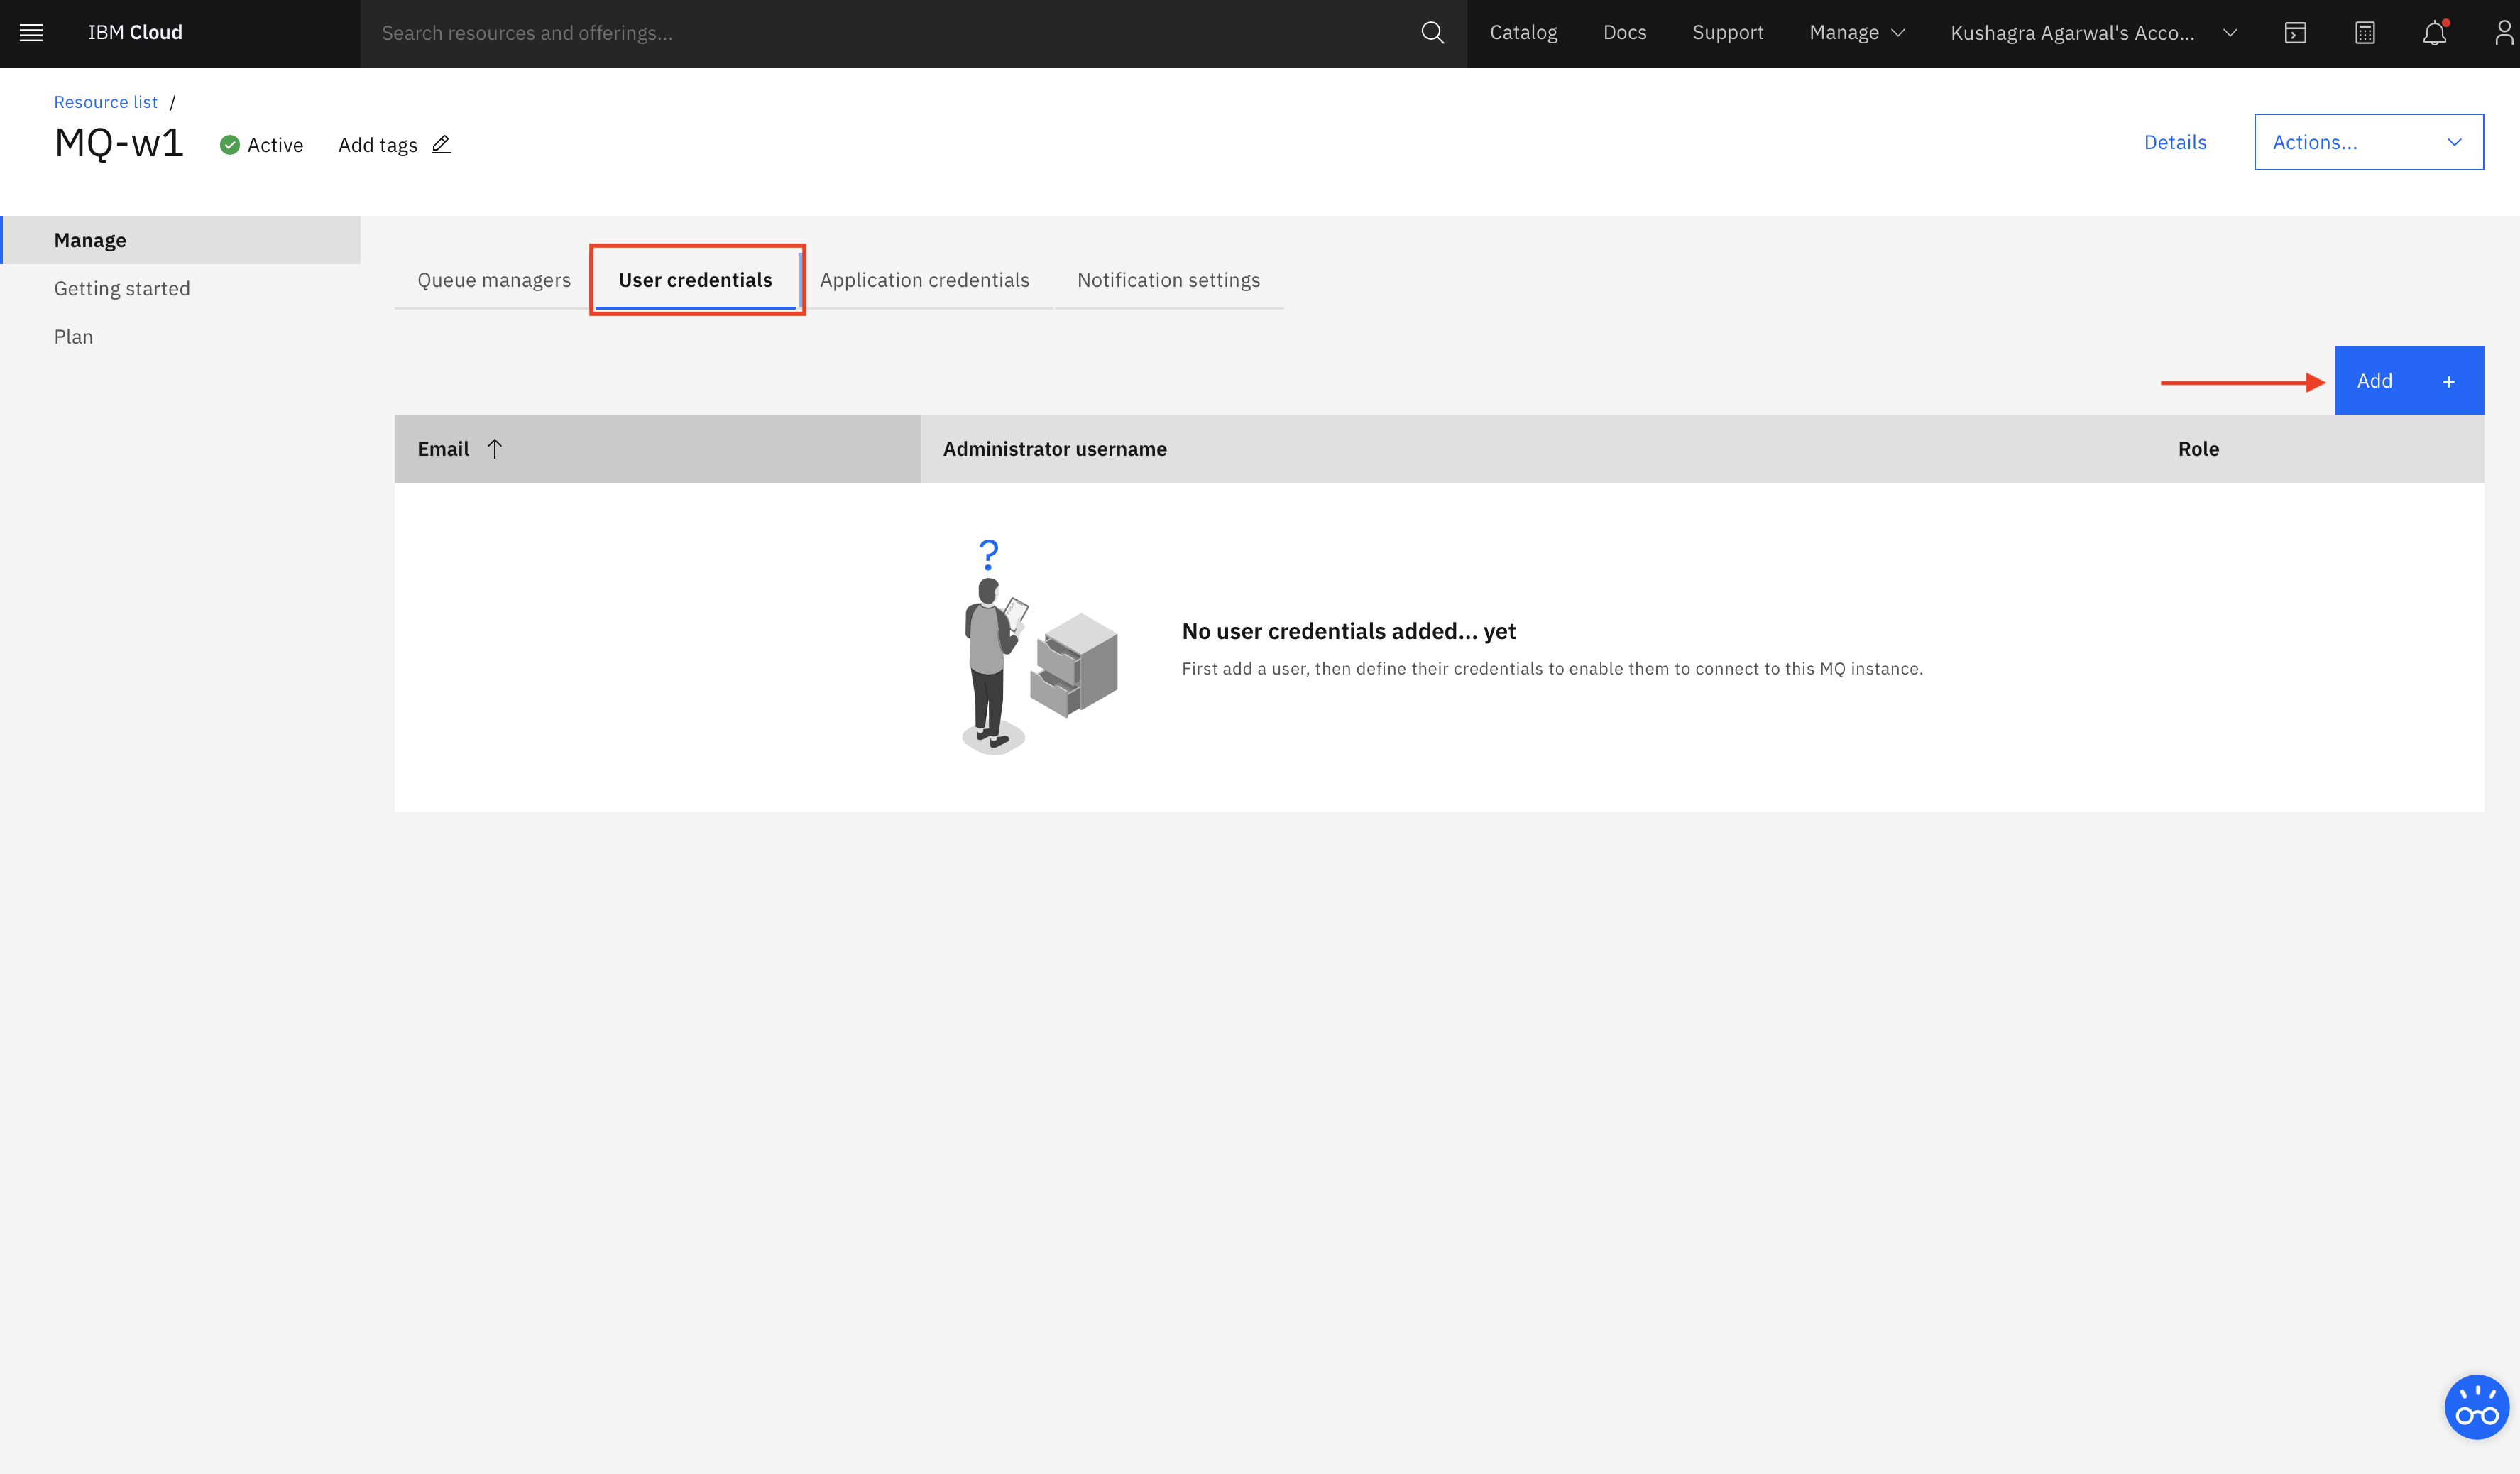 IBM Cloud
Search resources and offerings...
Catalog
Docs
Support
Manage
Kushagra Agarwal's Acco...
Resource list /
MQ-w1
Active
Add tags
Details
Actions...
Manage
Getting started
Plan
Queue managers
User credentials
Application credentials
Notification settings
Add +
Email
Administrator username
Role
?
No user credentials added... yet
First add a user, then define their credentials to enable them to connect to this MQ instance.